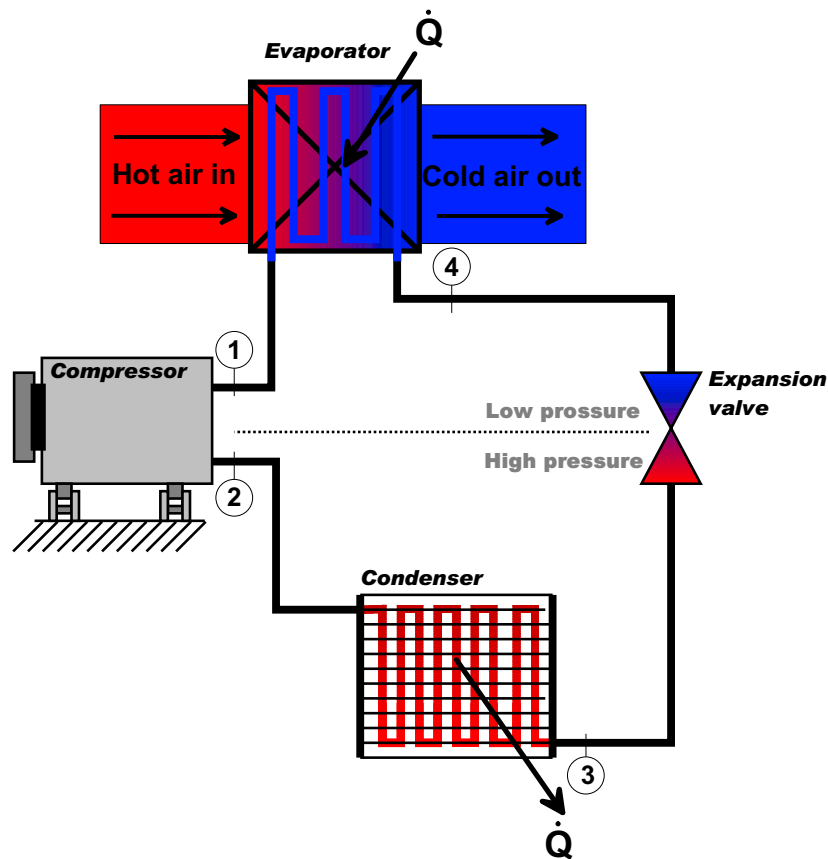 Q̇
Evaporator
Hot air in
Cold air out
4
1
Compressor
Expansion
valve
Low prossure
High pressure
2
Condenser
3
Q̇